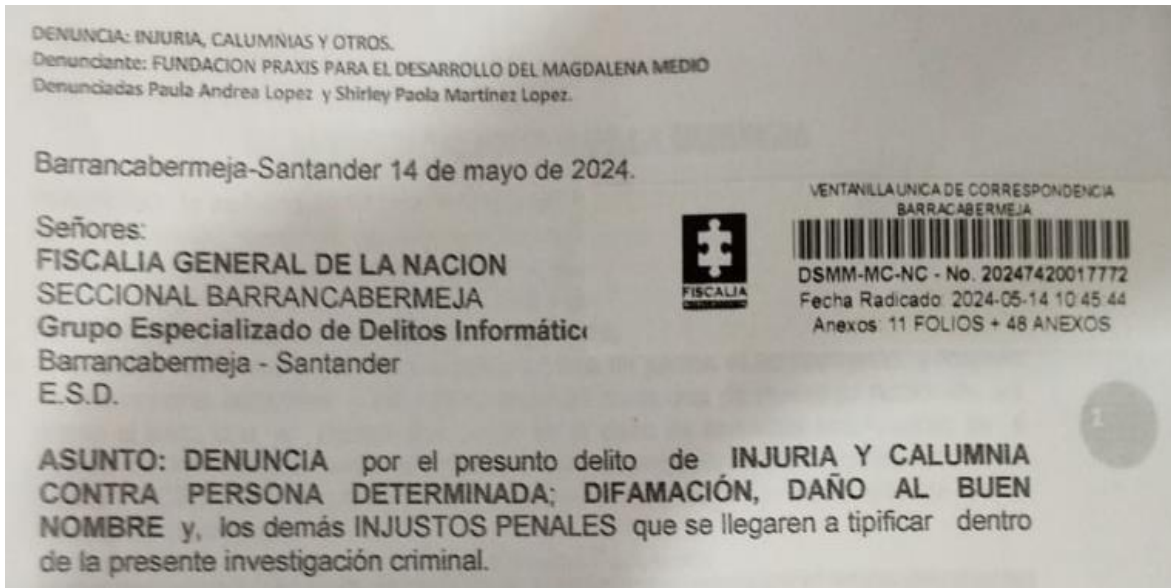 DENUNCIA: INJURIA, CALUMNIAS Y OTROS.
Denunciante: FUNDACION PRAXIS PARA EL DESARROLLO DEL MAGDALENA MEDIO
Denunciadas Paula Andrea Lopez y Shirley Paola Martinez Lopez.
Barrancabermeja-Santander 14 de mayo de 2024.
Señores:
FISCALIA GENERAL DE LA NACION
SECCIONAL BARRANCABERMEJA
Grupo Especializado de Delitos Informátic
Barrancabermeja - Santander
E.S.D.
FISCALIA
VENTANILLA UNICA DE CORRESPONDENCIA
BARRACABERMEJA
DSMM-MC-NC - No. 20247420017772
Fecha Radicado: 2024-05-14 10:45:44
Anexos: 11 FOLIOS + 48 ANEXOS
1
ASUNTO: DENUNCIA por el presunto delito de INJURIA Y CALUMNIA
CONTRA PERSONA DETERMINADA; DIFAMACIÓN, DAÑO AL BUEN
NOMBRE y, los demás INJUSTOS PENALES que se llegaren a tipificar dentro
de la presente investigación criminal.